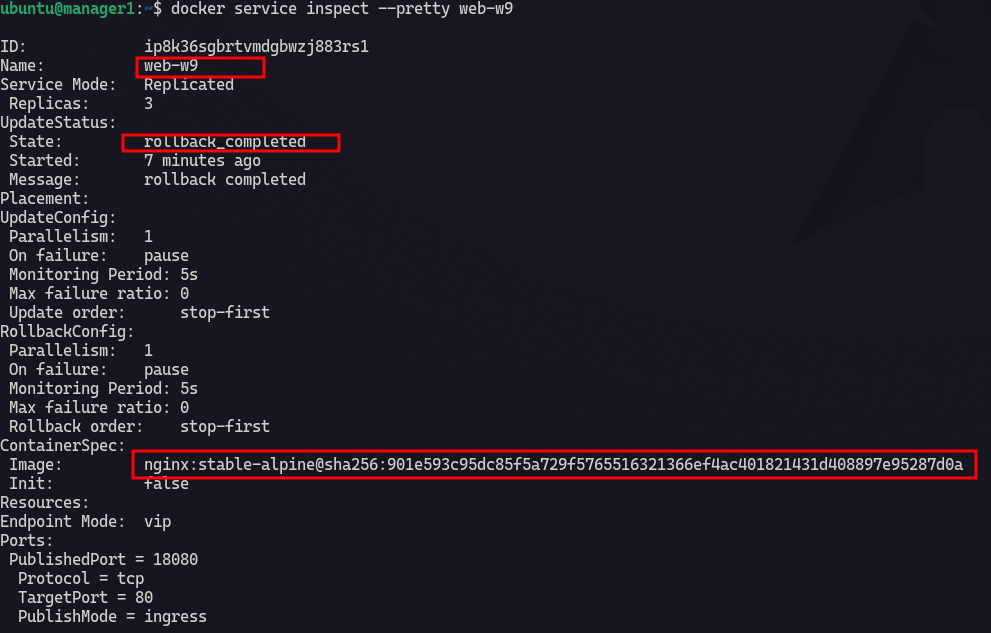 ubuntu@manager1:~$ docker service inspect --pretty web-w9
ID: ip8k36sgbrtvmdgbwzj883rs1
Name: web-w9
Service Mode: Replicated
Replicas: 3
UpdateStatus:
State: rollback_completed
Started: 7 minutes ago
Message: rollback completed
Placement:
UpdateConfig:
Parallelism: 1
On failure: pause
Monitoring Period: 5s
Max failure ratio: 0
Update order: stop-first
RollbackConfig:
Parallelism: 1
On failure: pause
Monitoring Period: 5s
Max failure ratio: 0
Rollback order: stop-first
ContainerSpec:
Image: nginx:stable-alpine@sha256:901e593c95dc85f5a729f5765516321366ef4ac401821431d408897e95287d0a
Init: false
Resources:
Endpoint Mode: vip
Ports:
PublishedPort = 18080
Protocol = tcp
TargetPort = 80
PublishMode = ingress